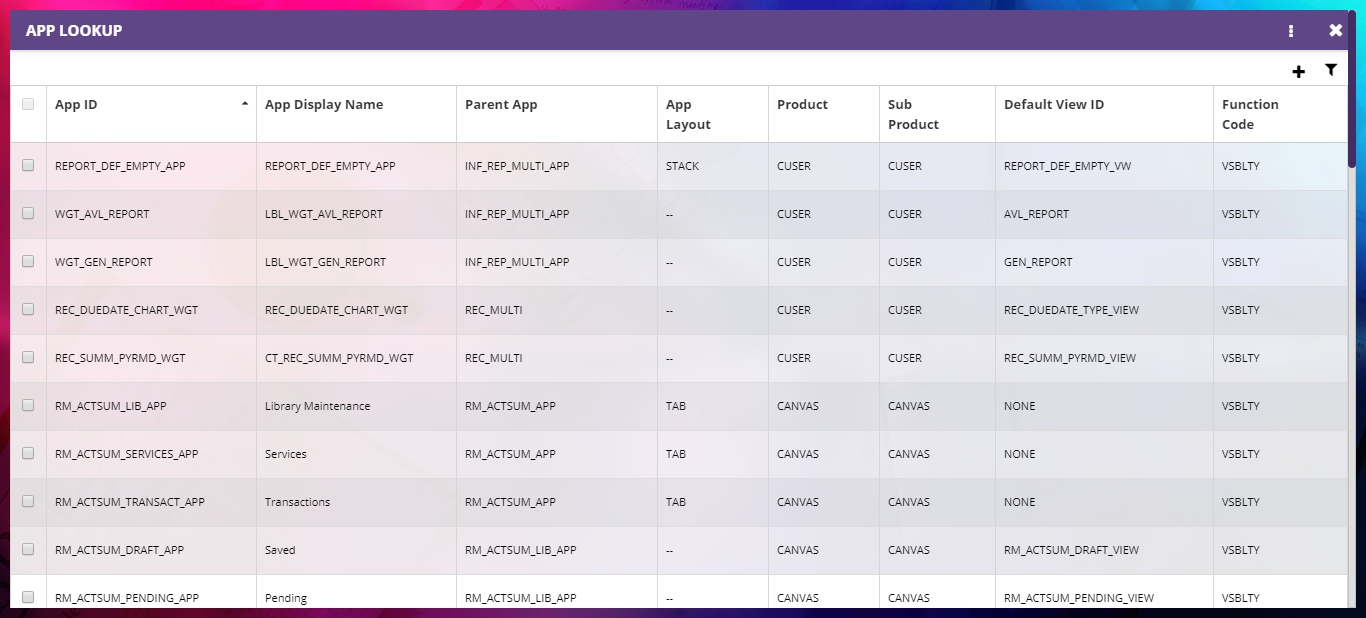 APP LOOKUP
App ID App Display Name Parent App App Layout Product Sub Product Default View ID Function Code
REPORT_DEF_EMPTY_APP REPORT_DEF_EMPTY_APP INF_REP_MULTI_APP STACK CUSER CUSER REPORT_DEF_EMPTY_VW VSBLTY
WGT_AVL_REPORT LBL_WGT_AVL_REPORT INF_REP_MULTI_APP -- CUSER CUSER AVL_REPORT VSBLTY
WGT_GEN_REPORT LBL_WGT_GEN_REPORT INF_REP_MULTI_APP -- CUSER CUSER GEN_REPORT VSBLTY
REC_DUEDATE_CHART_WGT REC_DUEDATE_CHART_WGT REC_MULTI -- CUSER CUSER REC_DUEDATE_TYPE_VIEW VSBLTY
REC_SUMM_PYRMD_WGT CT_REC_SUMM_PYRMD_WGT REC_MULTI -- CUSER CUSER REC_SUMM_PYRMD_VIEW VSBLTY
RM_ACTSUM_LIB_APP Library Maintenance RM_ACTSUM_APP TAB CANVAS CANVAS NONE VSBLTY
RM_ACTSUM_SERVICES_APP Services RM_ACTSUM_APP TAB CANVAS CANVAS NONE VSBLTY
RM_ACTSUM_TRANSACT_APP Transactions RM_ACTSUM_APP TAB CANVAS CANVAS NONE VSBLTY
RM_ACTSUM_DRAFT_APP Saved RM_ACTSUM_LIB_APP -- CANVAS CANVAS RM_ACTSUM_DRAFT_VIEW VSBLTY
RM_ACTSUM_PENDING_APP Pending RM_ACTSUM_LIB_APP -- CANVAS CANVAS RM_ACTSUM_PENDING_VIEW VSBLTY